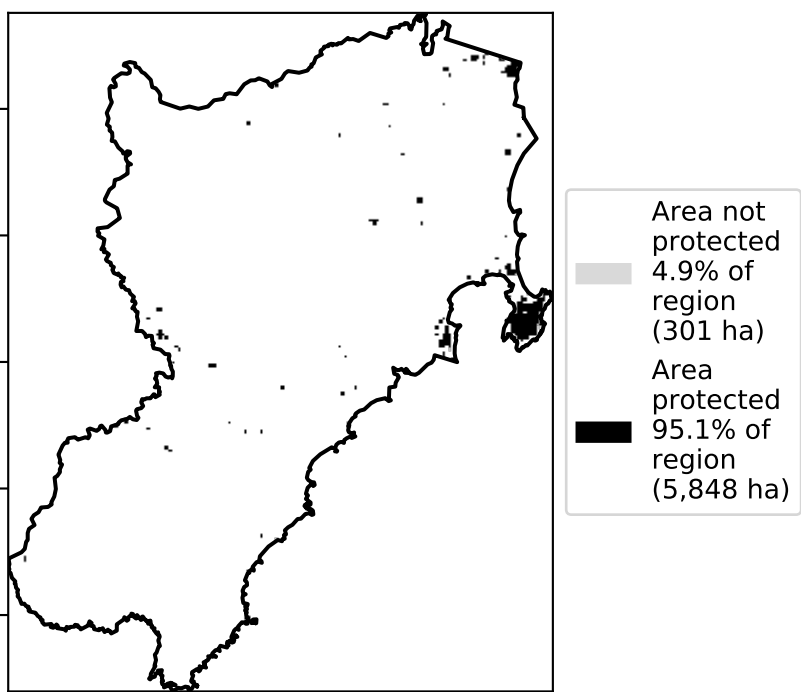 Area not
protected
4.9% of
region
(301 ha)
Area
protected
95.1% of
region
(5,848 ha)